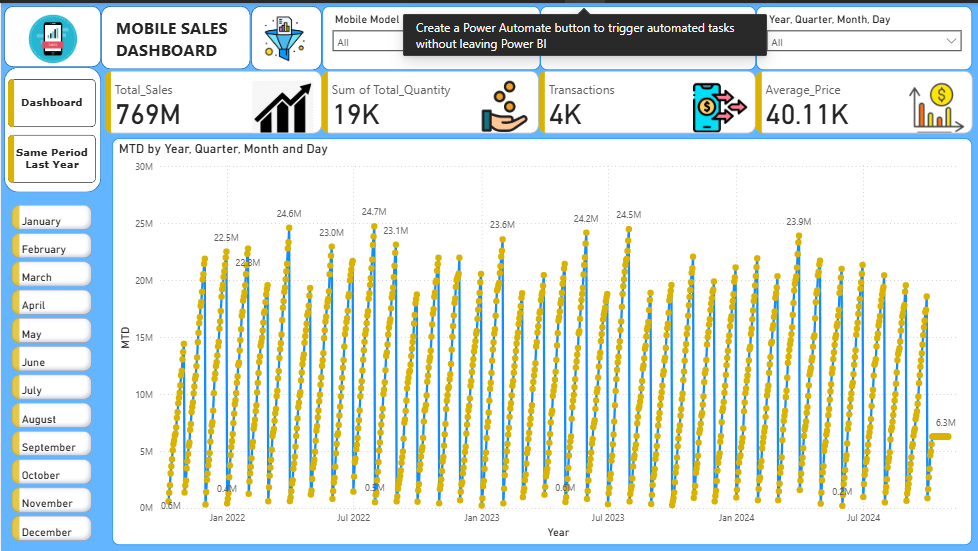 MOBILE SALES
DASHBOARD
Mobile Model
All
Create a Power Automate button to trigger automated tasks
without leaving Power BI
Year, Quarter, Month, Day
All
Dashboard
Same Period
Last Year
January
February
March
April
May
June
July
August
September
October
November
December
Total_Sales
769M
Sum of Total_Quantity
19K
Transactions
4K
Average_Price
40.11K
MTD by Year, Quarter, Month and Day
MTD
30M
25M
20M
15M
10M
5M
0M
24.6M
24.7M
22.5M
23.0M
23.1M
22.8M
23.6M
24.2M
24.5M
23.9M
6.3M
0.6M
0.4M
0.2M
Jan 2022
Jul 2022
Jan 2023
Jul 2023
Jan 2024
Jul 2024
Year